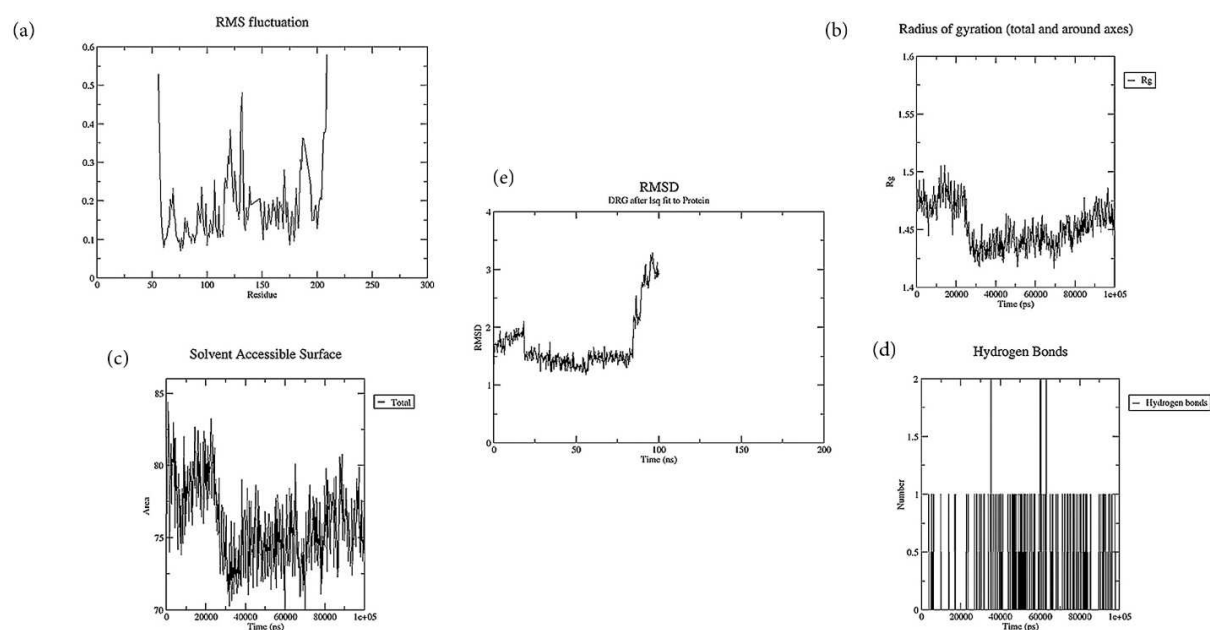 (a)
RMS fluctuation
0.6
0.5
0.4
0.3
0.2
0.1
0
0 50 100 150 200 250 300
Residue
(b)
Radius of gyration (total and around axes)
Rg
1.6
1.55
1.5
1.45
1.4
Rg
0 20000 40000 60000 80000 1e+05
Time (ps)
(c)
Solvent Accessible Surface
Total
85
80
75
70
Area
0 20000 40000 60000 80000 1e+05
Time (ps)
(e)
RMSD
DRG after lsq fit to Protein
4
3
2
1
0
RMSD
0 50 100 150 200
Time (ns)
(d)
Hydrogen Bonds
Hydrogen bonds
2
1.5
1
0.5
0
Number
0 20000 40000 60000 80000 1e+05
Time (ps)